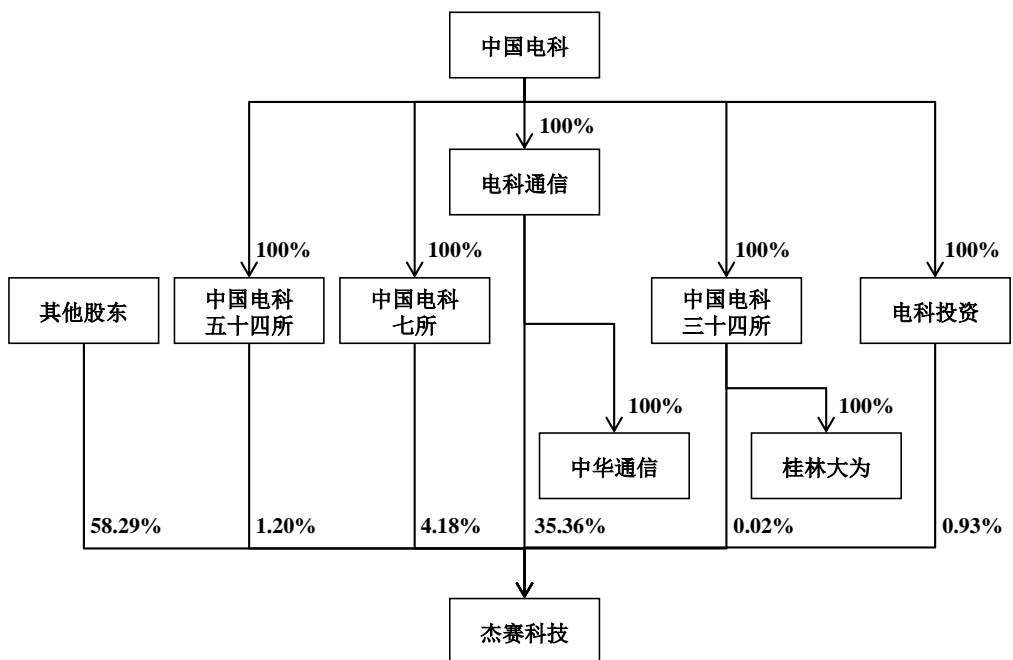 中国电科
100%
电科通信
100%
100%
100%
100%
其他股东
中国电科
五十四所
中国电科
七所
中国电科
三十四所
电科投资
100%
100%
中华通信
桂林大为
58.29%
1.20%
4.18%
35.36%
0.02%
0.93%
杰赛科技